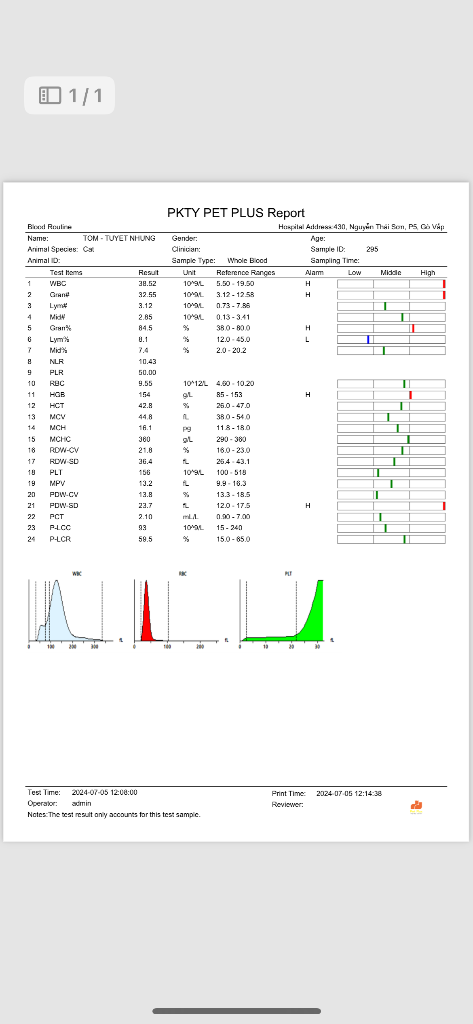 1/1
PKTY PET PLUS Report
Blood Routine Hospital Address:430, Nguyễn Thái Sơn, P5, Gò Vấp
Name: TOM - TUYET NHUNG Gender: Age:
Animal Species: Cat Clinician: Sample ID: 295
Animal ID: Sample Type: Whole Blood Sampling Time:
Test Items Result Unit Reference Ranges Alarm Low Middle High
1 WBC 38.52 10^9/L 5.50 - 19.50 H
2 Gran# 32.55 10^9/L 3.12 - 12.58 H
3 Lym# 3.12 10^9/L 0.73 - 7.86
4 Mid# 2.85 10^9/L 0.13 - 3.41
5 Gran% 84.5 % 38.0 - 80.0 H
6 Lym% 8.1 % 12.0 - 45.0 L
7 Mid% 7.4 % 2.0 - 20.2
8 NLR 10.43
9 PLR 50.00
10 RBC 9.55 10^12/L 4.60 - 10.20
11 HGB 154 g/L 85 - 153 H
12 HCT 42.8 % 26.0 - 47.0
13 MCV 44.8 fL 38.0 - 54.0
14 MCH 16.1 pg 11.8 - 18.0
15 MCHC 360 g/L 290 - 360
16 RDW-CV 21.8 % 16.0 - 23.0
17 RDW-SD 36.4 fL 26.4 - 43.1
18 PLT 156 10^9/L 100 - 518
19 MPV 13.2 fL 9.9 - 16.3
20 PDW-CV 13.8 % 13.3 - 18.5
21 PDW-SD 23.7 fL 12.0 - 17.5 H
22 PCT 2.10 mL/L 0.90 - 7.00
23 P-LCC 93 10^9/L 15 - 240
24 P-LCR 59.5 % 15.0 - 65.0
WBC RBC PLT
0 100 200 300 fL 0 100 200 fL 0 10 20 30 fL
Test Time: 2024-07-05 12:08:00 Print Time: 2024-07-05 12:14:38
Operator: admin Reviewer:
Notes:The test result only accounts for this test sample.